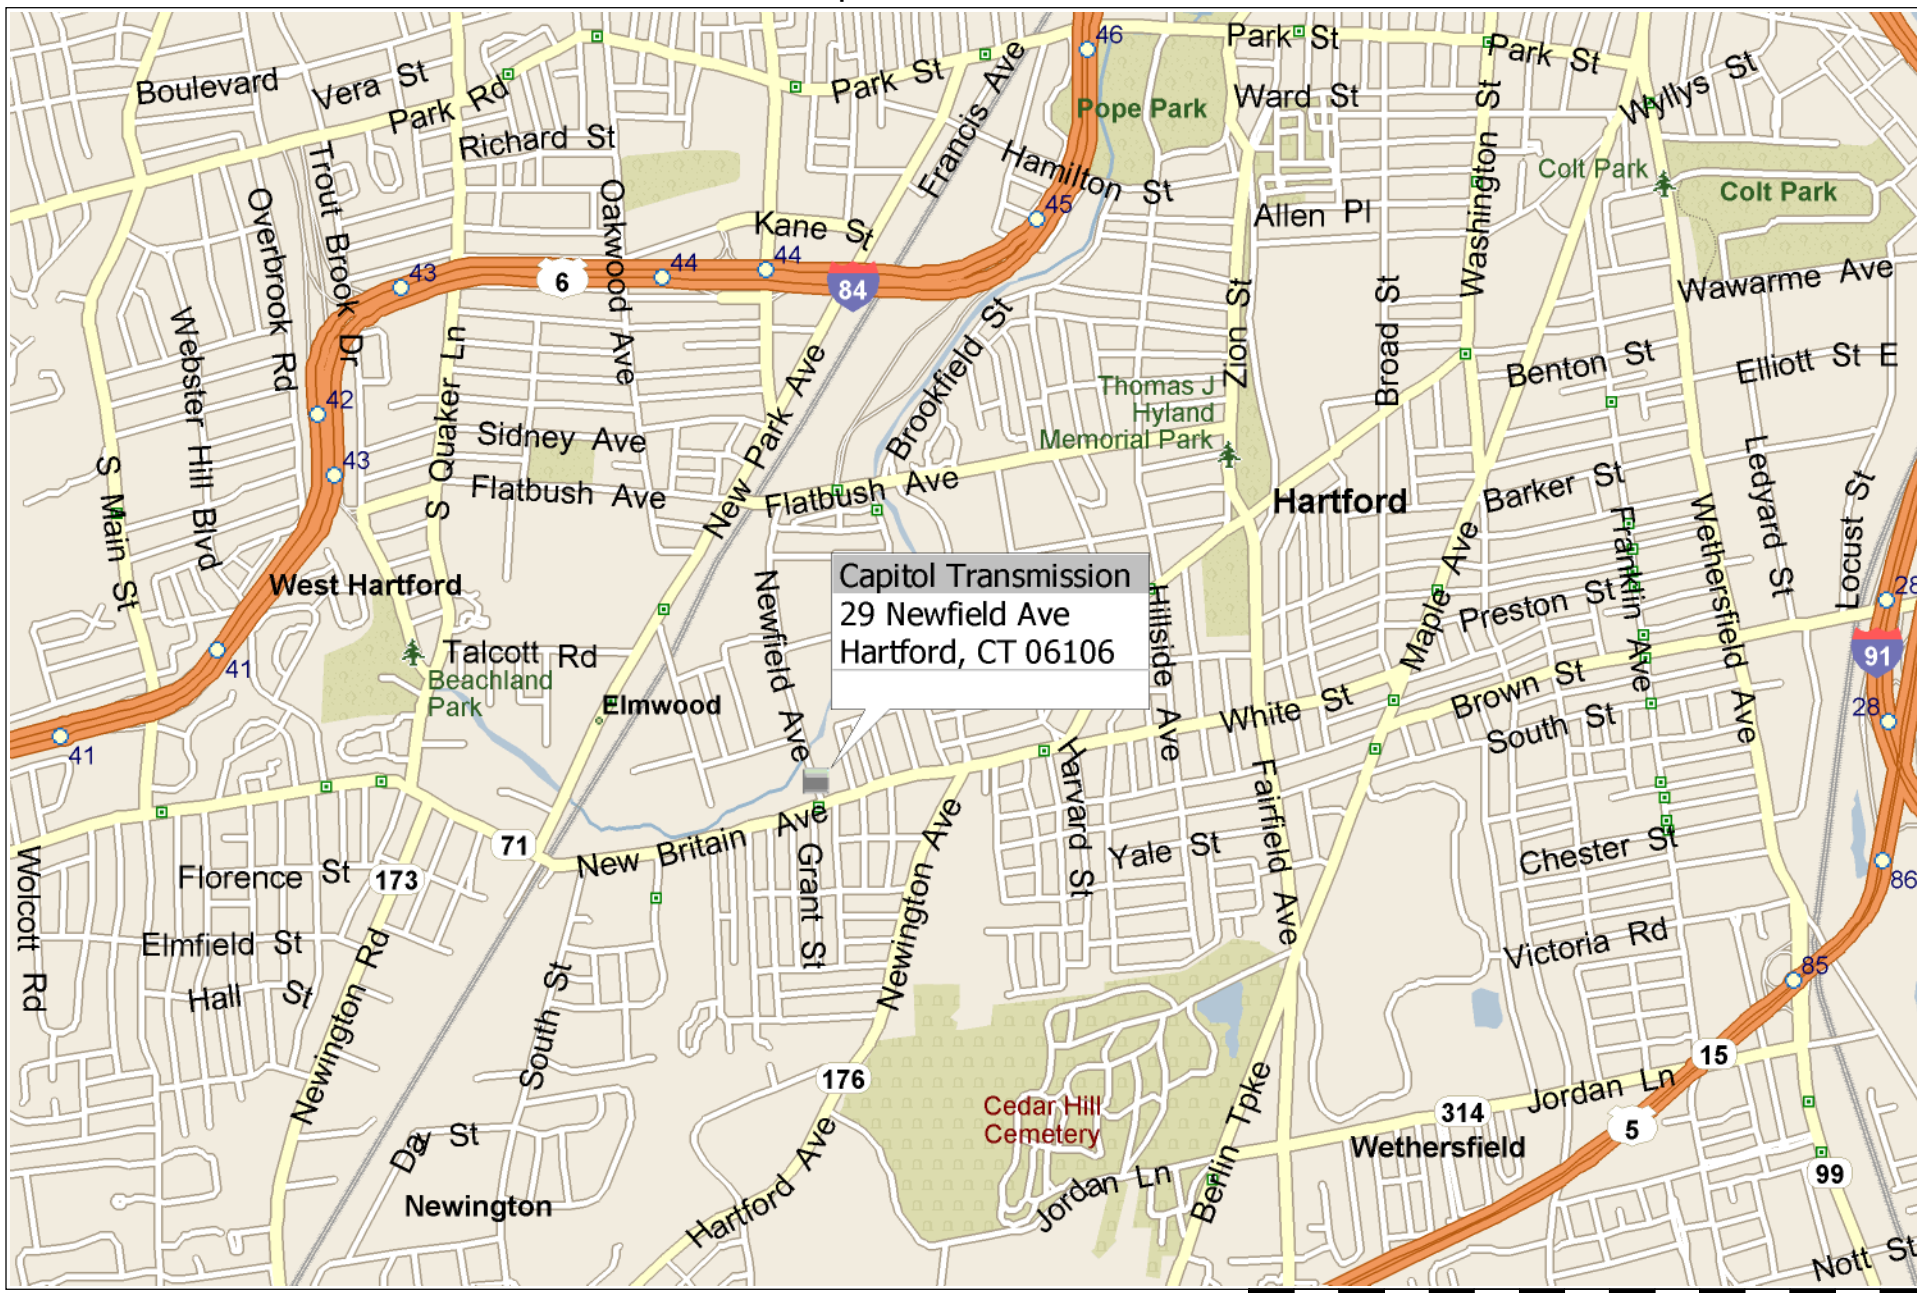 46
Park St
Park St
Boulevard
Vera St
Park Rd
Park St
Francis Ave
Pope Park
Ward St
Washington St
Wyllys St
Richard St
Hamilton St
Colt Park
Colt Park
Trout Brook Dr
Overbrook Rd
Oakwood Ave
Kane St
45
Allen Pl
43
6
44
44
84
Zion St
Broad St
Wawarme Ave
Webster Hill Blvd
S Quaker Ln
New Park Ave
Brookfield St
Benton St
Elliott St E
42
Thomas J
Hyland
Memorial Park
Sidney Ave
43
S Main St
Flatbush Ave
Flatbush Ave
Hartford
Barker St
Ledyard St
Locust St
Franklin Ave
Wethersfield Ave
Maple Ave
West Hartford
Newfield Ave
Capitol Transmission
29 Newfield Ave
Hartford, CT 06106
Hillside Ave
Preston St
28
41
Talcott Rd
Beachland
Park
Elmwood
91
White St
Brown St
South St
28
41
Harvard St
Fairfield Ave
71
New Britain Ave
Grant St
Newington Ave
Yale St
Chester St
86
Wolcott Rd
Florence St
173
Elmfield St
Hall St
Newington Rd
South St
Victoria Rd
85
176
15
Cedar Hill
Cemetery
Berlin Tpke
314
Jordan Ln
5
Wethersfield
Day St
Hartford Ave
Jordan Ln
99
Newington
Nott St